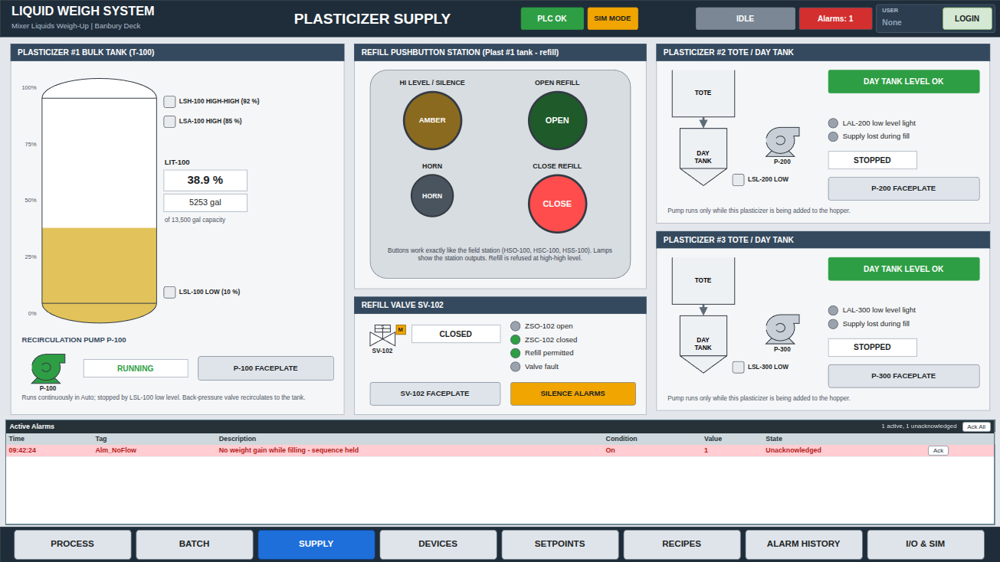 LIQUID WEIGH SYSTEM
Mixer Liquids Weigh-Up | Banbury Deck
PLASTICIZER SUPPLY
PLC OK
SIM MODE
IDLE
Alarms: 1
USER
None
LOGIN
PLASTICIZER #1 BULK TANK (T-100)
100%
75%
50%
25%
0%
LSH-100 HIGH-HIGH (92 %)
LSA-100 HIGH (85 %)
LIT-100
38.9 %
5253 gal
of 13,500 gal capacity
LSL-100 LOW (10 %)
RECIRCULATION PUMP P-100
P-100
RUNNING
P-100 FACEPLATE
Runs continuously in Auto; stopped by LSL-100 low level. Back-pressure valve recirculates to the tank.
REFILL PUSHBUTTON STATION (Plast #1 tank - refill)
HI LEVEL / SILENCE
OPEN REFILL
AMBER
OPEN
HORN
CLOSE REFILL
HORN
CLOSE
Buttons work exactly like the field station (HSO-100, HSC-100, HSS-100). Lamps
show the station outputs. Refill is refused at high-high level.
REFILL VALVE SV-102
M
SV-102
CLOSED
ZSO-102 open
ZSC-102 closed
Refill permitted
Valve fault
SV-102 FACEPLATE
SILENCE ALARMS
PLASTICIZER #2 TOTE / DAY TANK
TOTE
DAY
TANK
P-200
LSL-200 LOW
DAY TANK LEVEL OK
LAL-200 low level light
Supply lost during fill
STOPPED
P-200 FACEPLATE
Pump runs only while this plasticizer is being added to the hopper.
PLASTICIZER #3 TOTE / DAY TANK
TOTE
DAY
TANK
P-300
LSL-300 LOW
DAY TANK LEVEL OK
LAL-300 low level light
Supply lost during fill
STOPPED
P-300 FACEPLATE
Pump runs only while this plasticizer is being added to the hopper.
Active Alarms
1 active, 1 unacknowledged
Ack All
Time Tag Description Condition Value State
09:42:24 Alm_NoFlow No weight gain while filling - sequence held On 1 Unacknowledged Ack
PROCESS
BATCH
SUPPLY
DEVICES
SETPOINTS
RECIPES
ALARM HISTORY
I/O & SIM